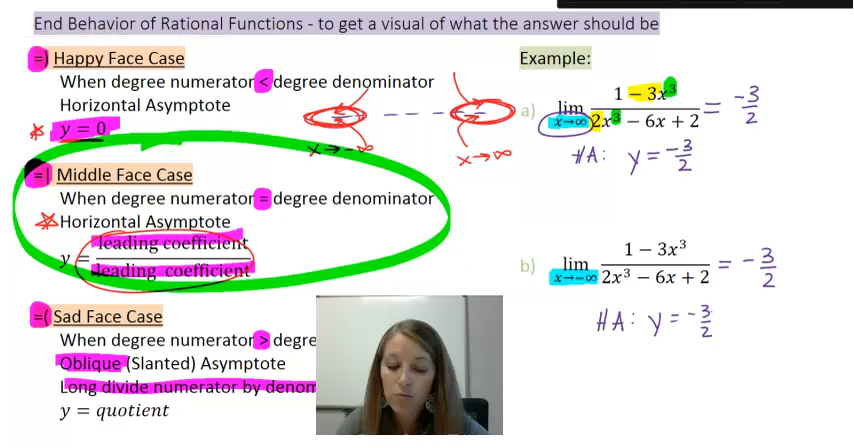 End Behavior of Rational Functions - to get a visual of what the answer should be
=) Happy Face Case
When degree numerator < degree denominator
Horizontal Asymptote
y = 0
x→-∞
x→∞
=| Middle Face Case
When degree numerator = degree denominator
Horizontal Asymptote
y = leading coefficient / leading coefficient
=( Sad Face Case
When degree numerator > degre
Oblique (Slanted) Asymptote
Long divide numerator by denom
y = quotient
Example:
a) lim x→∞ (1 − 3x³)/(2x³ − 6x + 2) = -3/2
HA: y = -3/2
b) lim x→−∞ (1 − 3x³)/(2x³ − 6x + 2) = -3/2
HA: y = -3/2